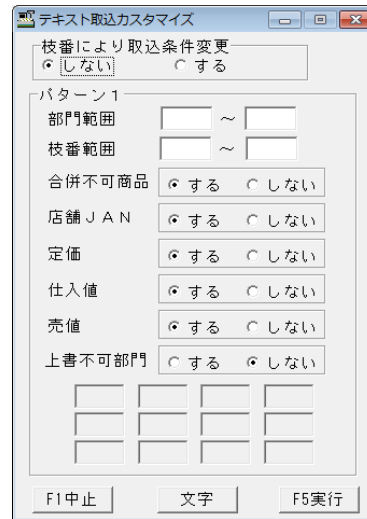 テキスト取込カスタマイズ
枝番により取込条件変更
しない する
パターン1
部門範囲 ～
枝番範囲 ～
合併不可商品 する しない
店舗JAN する しない
定価 する しない
仕入値 する しない
売値 する しない
上書不可部門 する しない
F1中止 文字 F5実行